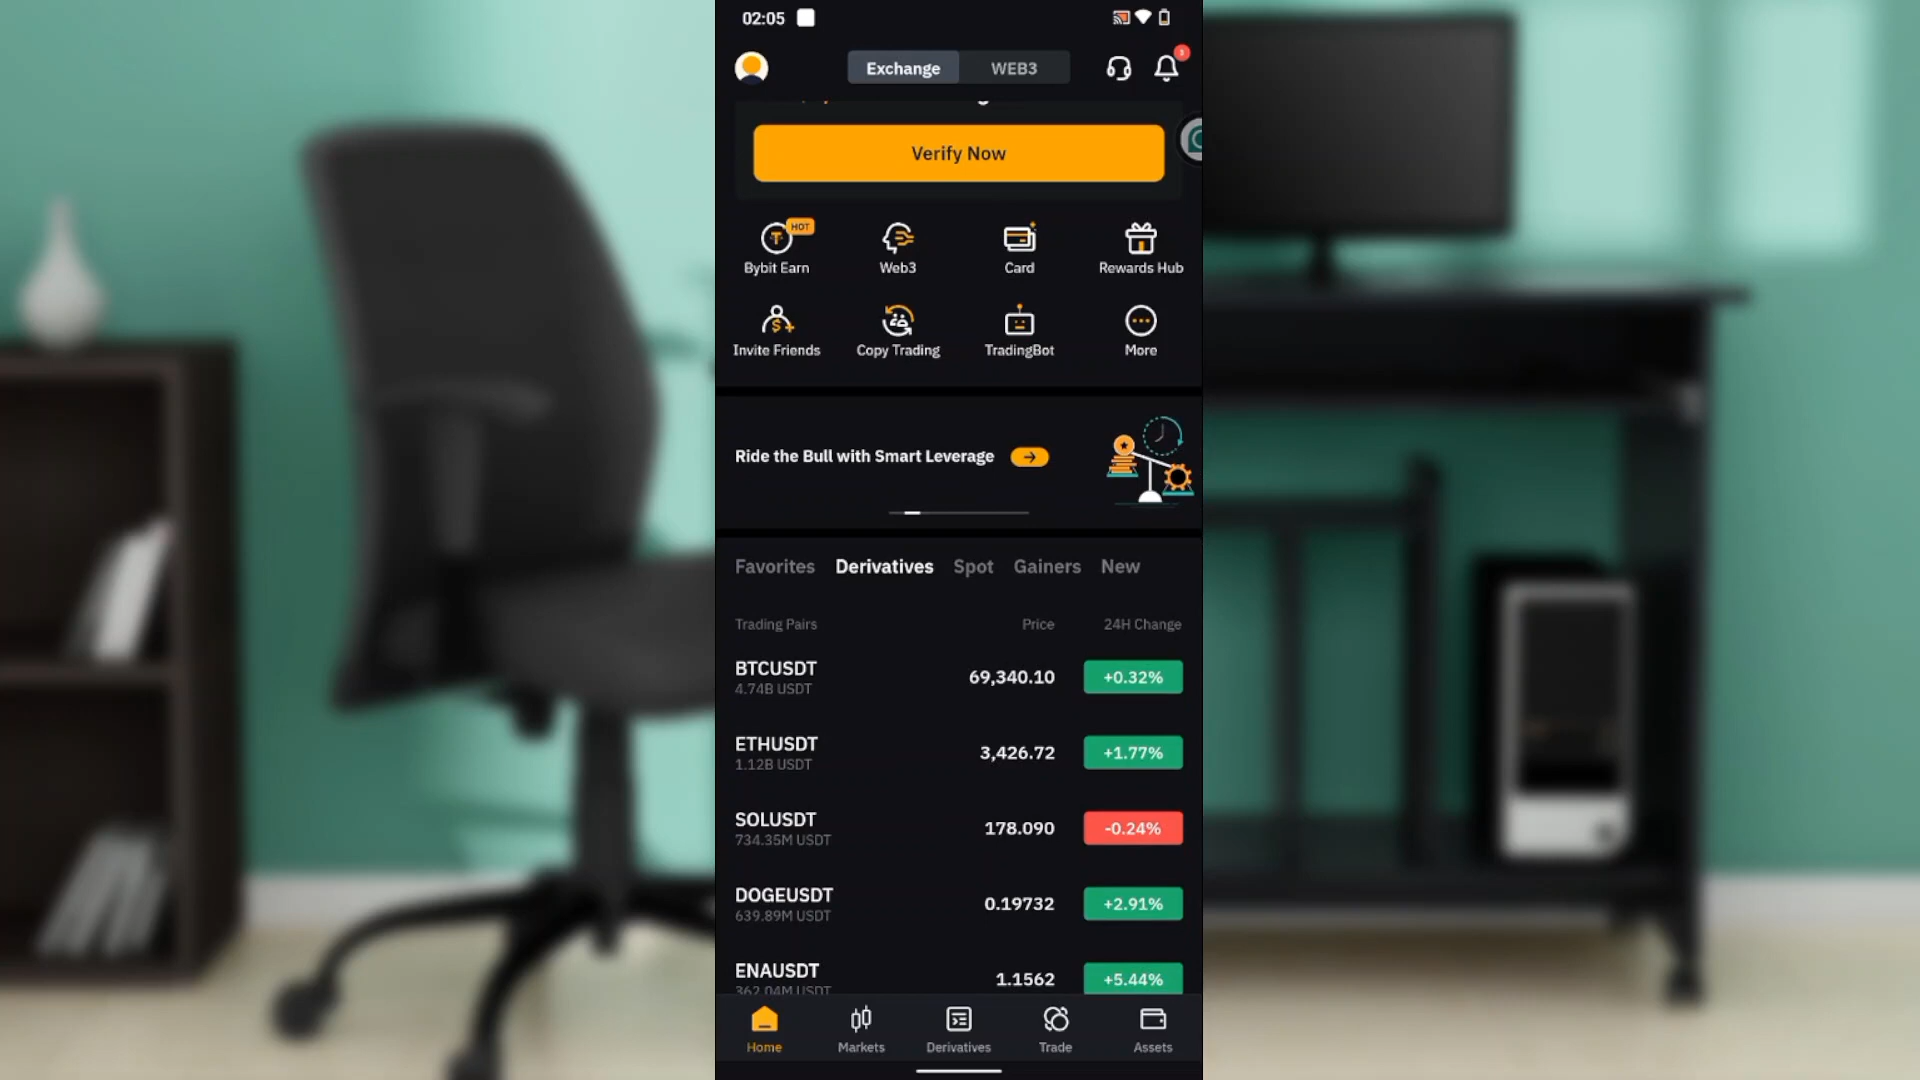 02:05
Exchange WEB3
3
Verify Now
HOT
Bybit Earn Web3 Card Rewards Hub
Invite Friends Copy Trading TradingBot More
Ride the Bull with Smart Leverage
Favorites Derivatives Spot Gainers New
Trading Pairs Price 24H Change
BTCUSDT 69,340.10 +0.32%
4.74B USDT
ETHUSDT 3,426.72 +1.77%
1.12B USDT
SOLUSDT 178.090 -0.24%
734.35M USDT
DOGEUSDT 0.19732 +2.91%
639.89M USDT
ENAUSDT 1.1562 +5.44%
362.04M USDT
Home Markets Derivatives Trade Assets